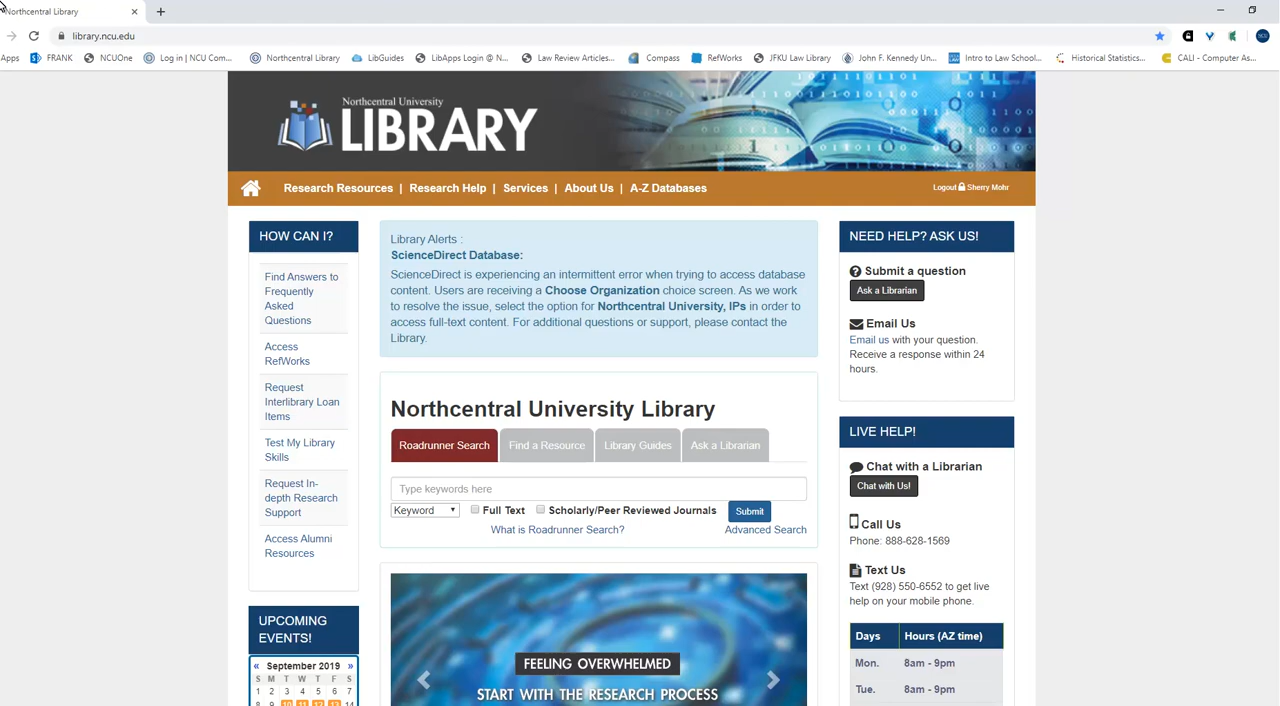 Northcentral Library
library.ncu.edu
Apps FRANK NCUOne Log in | NCU Com... Northcentral Library LibGuides LibApps Login @ N... Law Review Articles... Compass RefWorks JFKU Law Library John F. Kennedy Un... Intro to Law School... Historical Statistics... CALI - Computer As...
Northcentral University
LIBRARY
Research Resources | Research Help | Services | About Us | A-Z Databases
Logout Sherry Mohr
HOW CAN I?
Find Answers to
Frequently
Asked
Questions
Access
RefWorks
Request
Interlibrary Loan
Items
Test My Library
Skills
Request In-
depth Research
Support
Access Alumni
Resources
UPCOMING
EVENTS!
« September 2019 »
S M T W T F S
1 2 3 4 5 6 7
8 9 10 11 12 13 14
Library Alerts :
ScienceDirect Database:
ScienceDirect is experiencing an intermittent error when trying to access database
content. Users are receiving a Choose Organization choice screen. As we work
to resolve the issue, select the option for Northcentral University, IPs in order to
access full-text content. For additional questions or support, please contact the
Library.
Northcentral University Library
Roadrunner Search Find a Resource Library Guides Ask a Librarian
Type keywords here
Keyword Full Text Scholarly/Peer Reviewed Journals Submit
What is Roadrunner Search? Advanced Search
FEELING OVERWHELMED
START WITH THE RESEARCH PROCESS
NEED HELP? ASK US!
Submit a question
Ask a Librarian
Email Us
Email us with your question.
Receive a response within 24
hours.
LIVE HELP!
Chat with a Librarian
Chat with Us!
Call Us
Phone: 888-628-1569
Text Us
Text (928) 550-6552 to get live
help on your mobile phone.
Days Hours (AZ time)
Mon. 8am - 9pm
Tue. 8am - 9pm